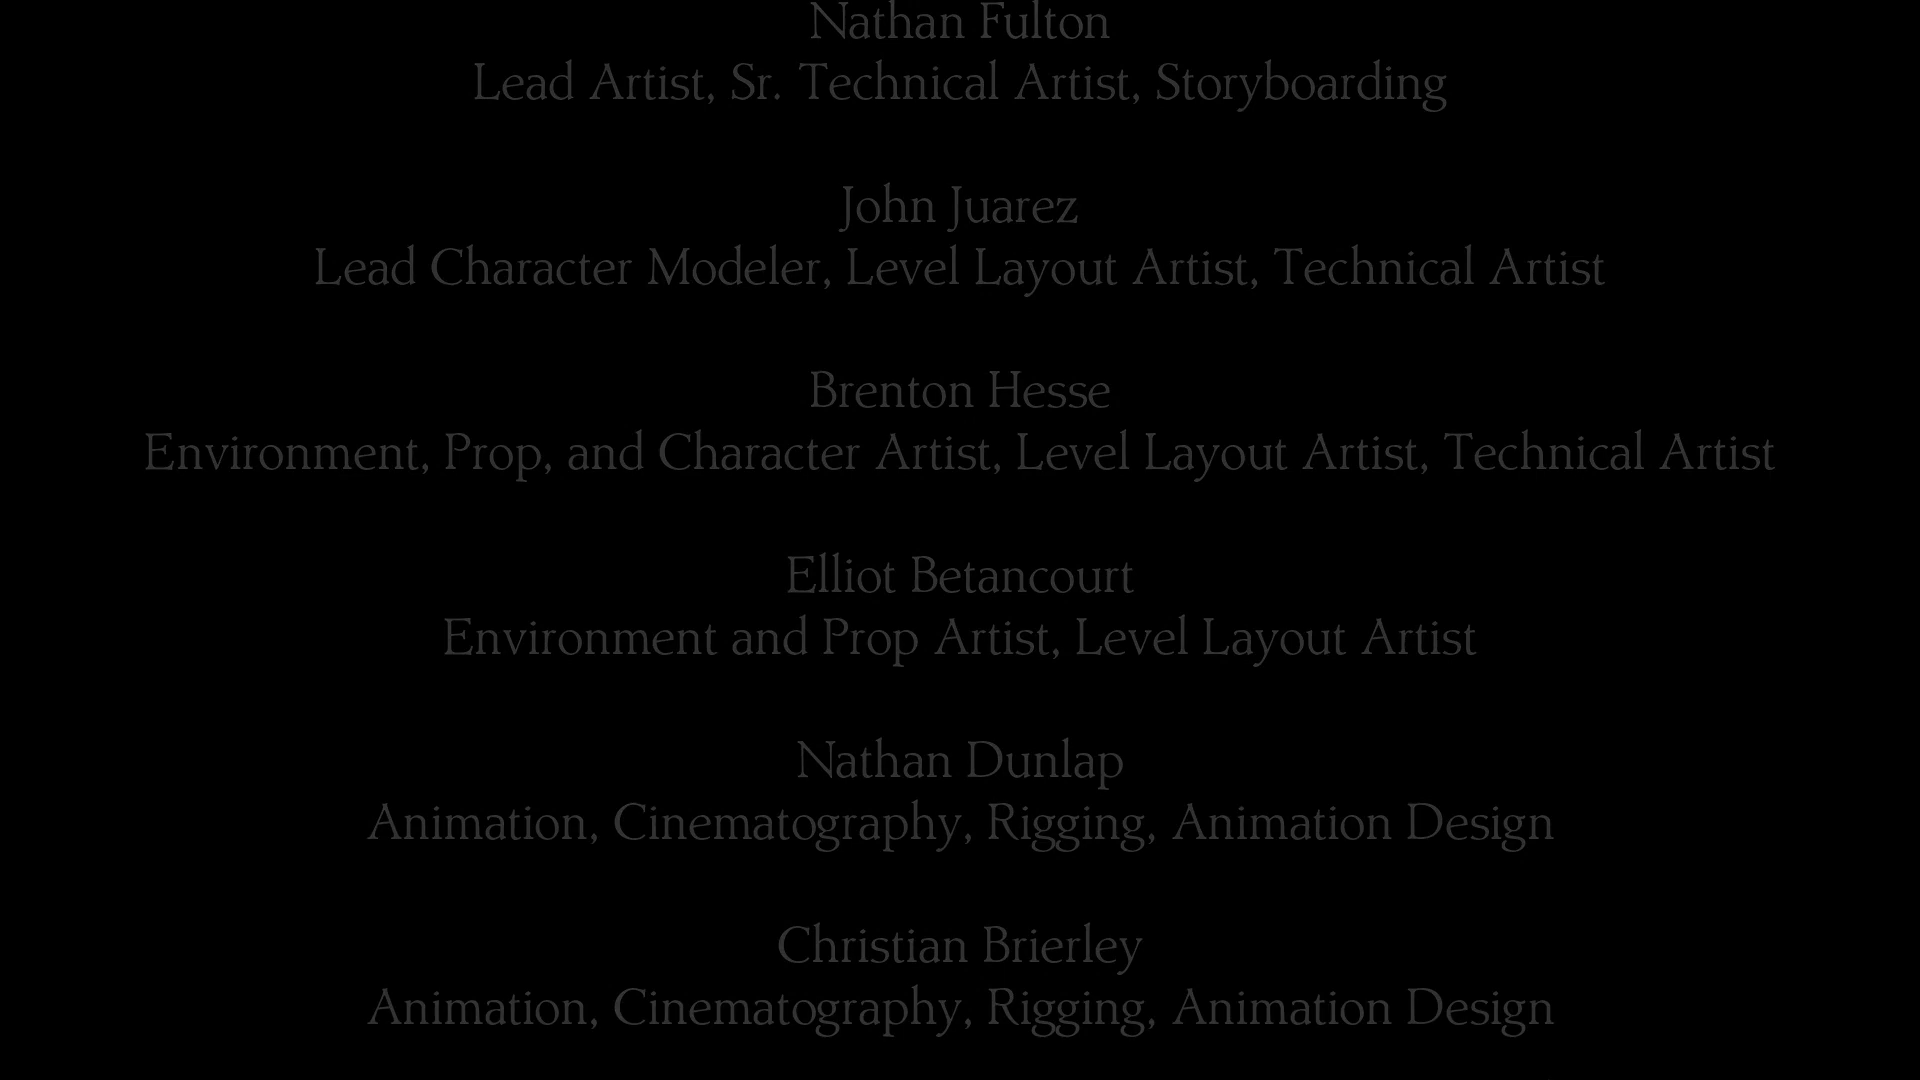 Nathan Fulton
Lead Artist, Sr. Technical Artist, Storyboarding
John Juarez
Lead Character Modeler, Level Layout Artist, Technical Artist
Brenton Hesse
Environment, Prop, and Character Artist, Level Layout Artist, Technical Artist
Elliot Betancourt
Environment and Prop Artist, Level Layout Artist
Nathan Dunlap
Animation, Cinematography, Rigging, Animation Design
Christian Brierley
Animation, Cinematography, Rigging, Animation Design